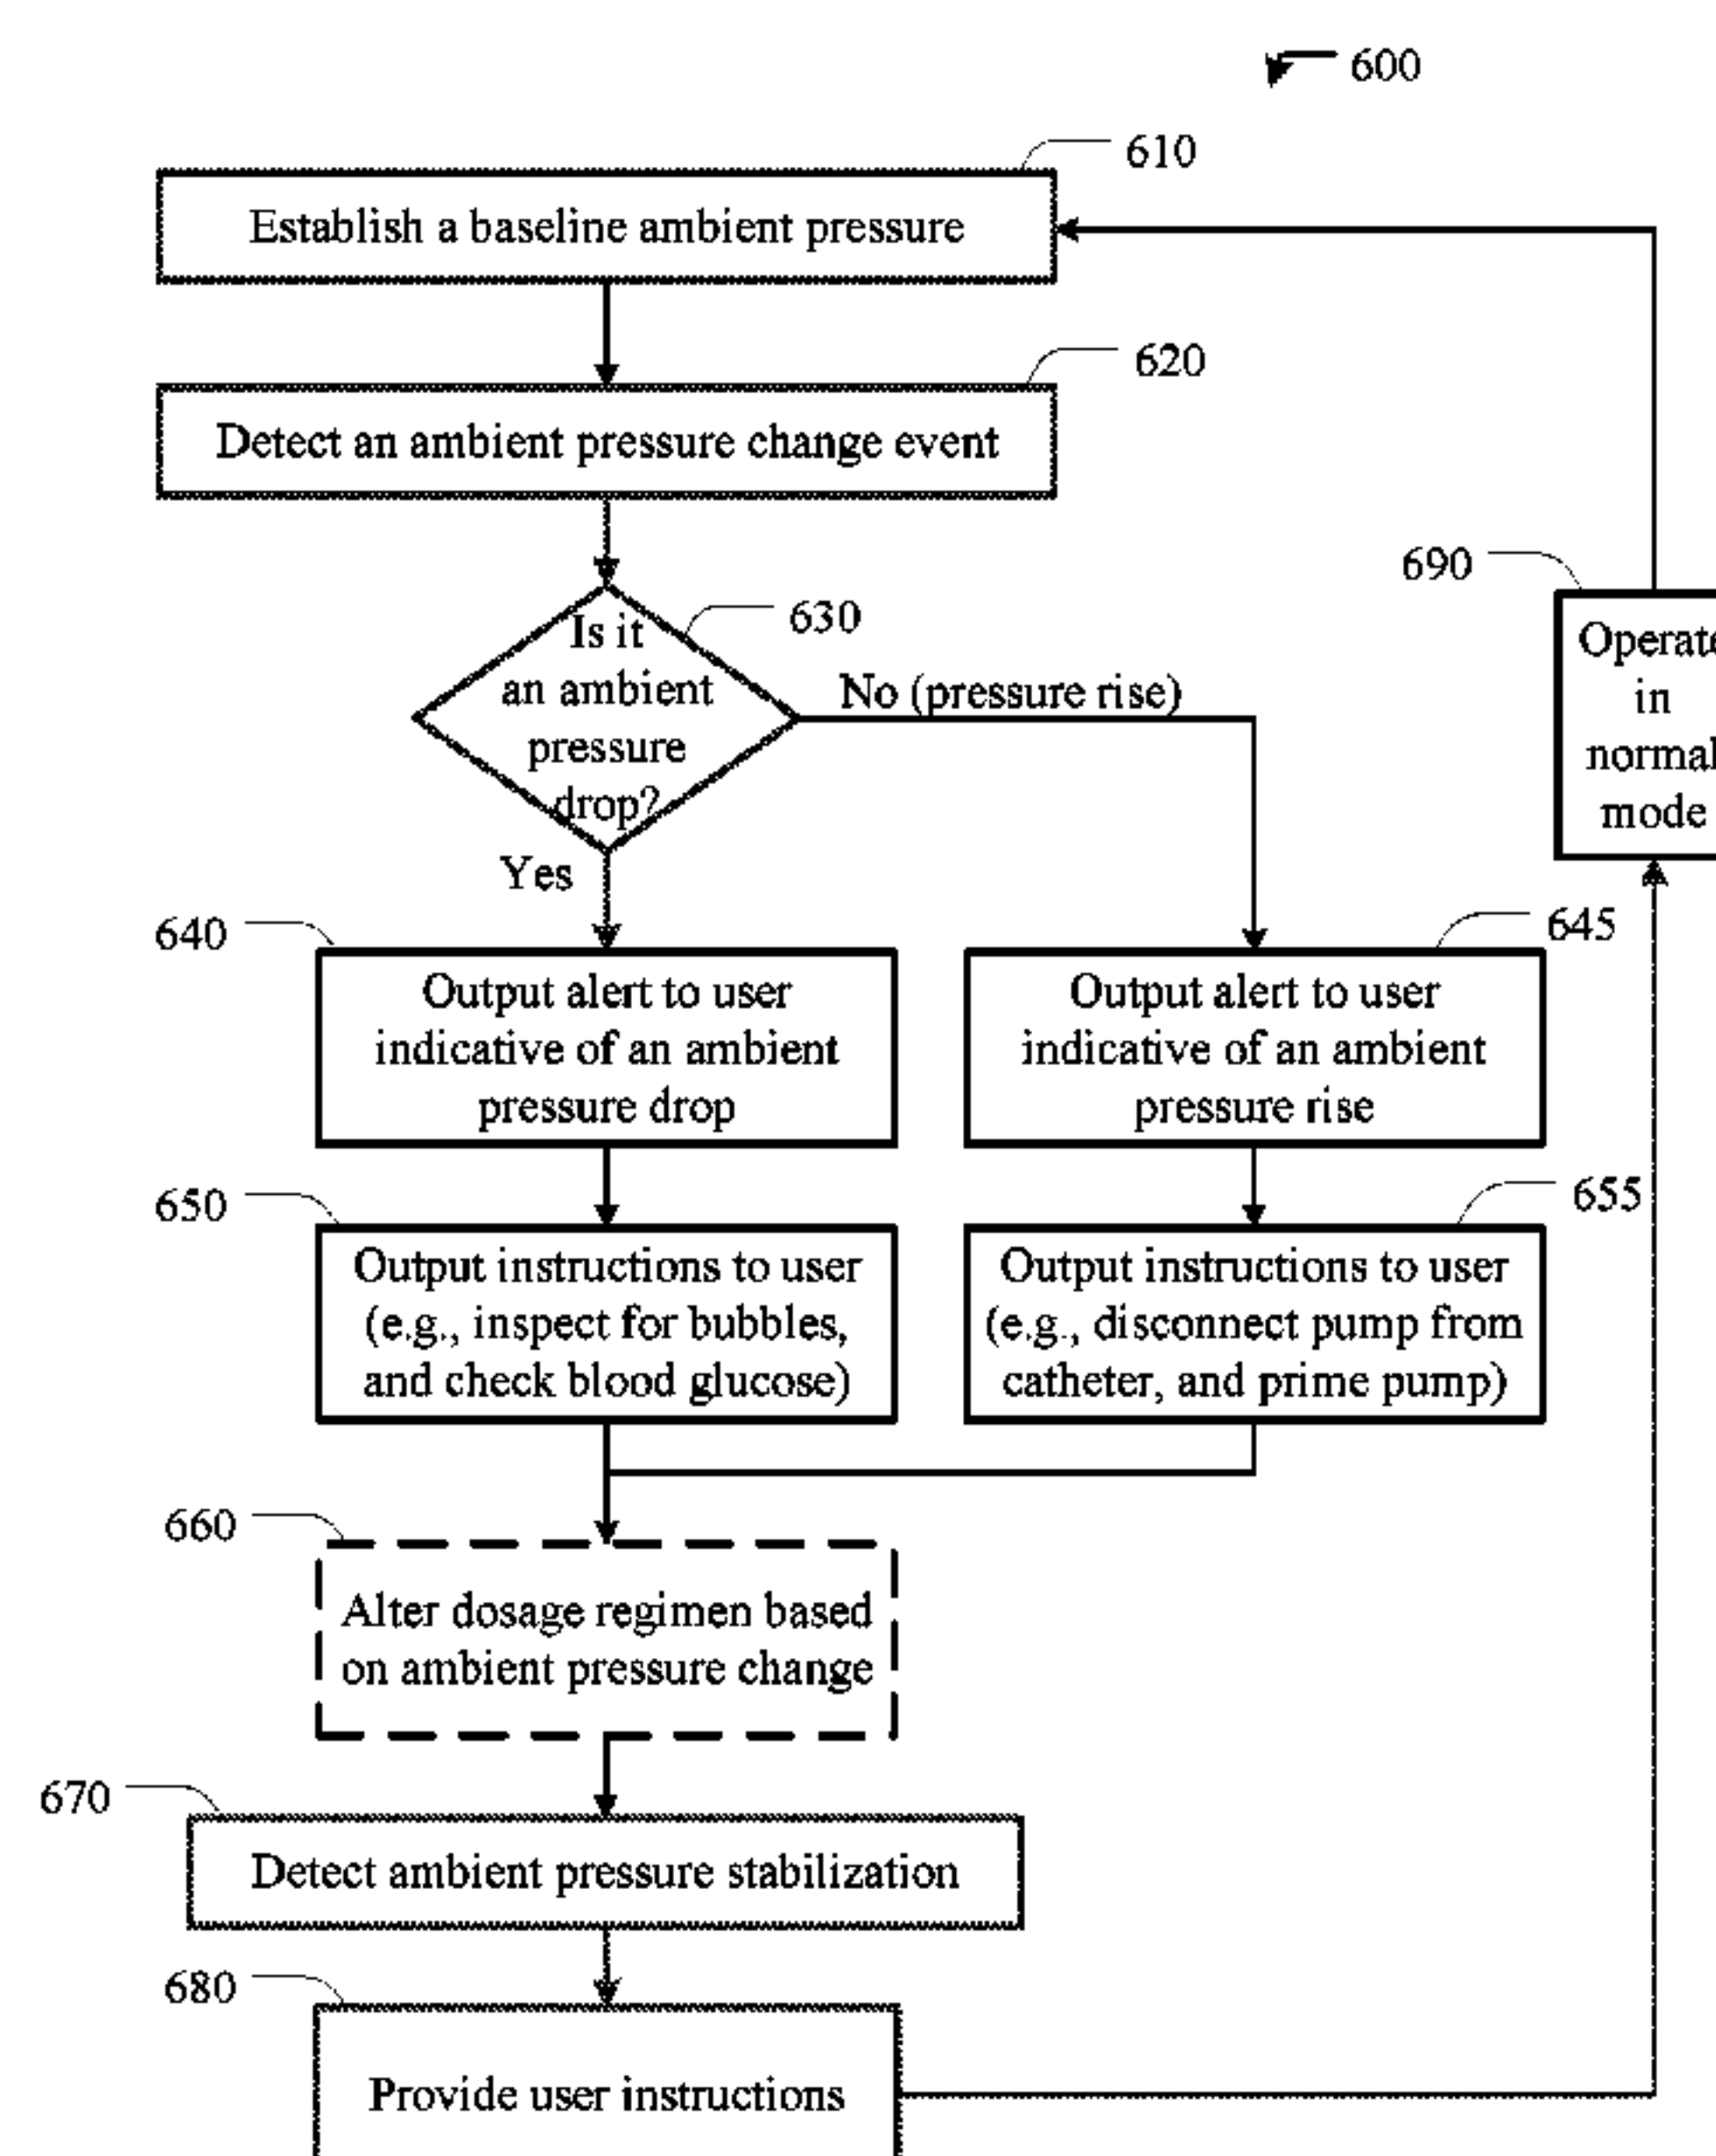 600
610
Establish a baseline ambient pressure
620
Detect an ambient pressure change event
630
Is it
an ambient
pressure
drop?
No (pressure rise)
Yes
690
Operate
in
normal
mode
640
Output alert to user
indicative of an ambient
pressure drop
645
Output alert to user
indicative of an ambient
pressure rise
650
Output instructions to user
(e.g., inspect for bubbles,
and check blood glucose)
655
Output instructions to user
(e.g., disconnect pump from
catheter, and prime pump)
660
Alter dosage regimen based
on ambient pressure change
670
Detect ambient pressure stabilization
680
Provide user instructions